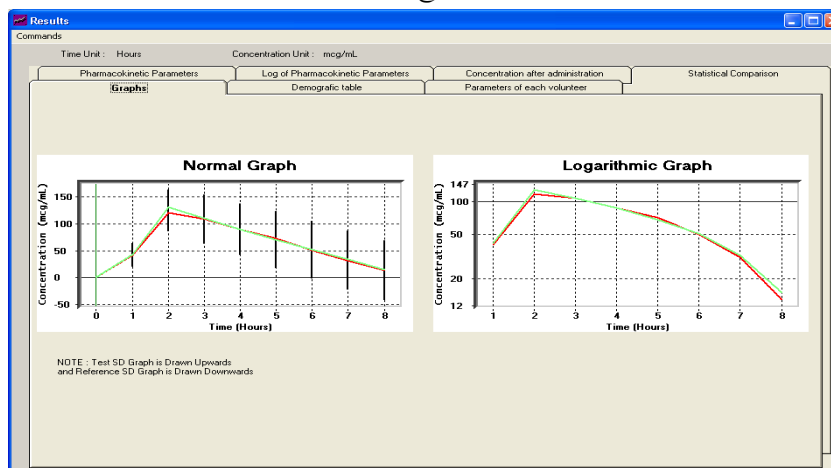 Results
Commands
Time Unit : Hours Concentration Unit : mcg/mL
Pharmacokinetic Parameters Log of Pharmacokinetic Parameters Concentration after administration Statistical Comparison
Graphs Demografic table Parameters of each volunteer
Normal Graph
Concentration (mcg/mL)
150
100
50
0
-50
0 1 2 3 4 5 6 7 8
Time (Hours)
Logarithmic Graph
Concentration (mcg/mL)
147
100
50
20
12
1 2 3 4 5 6 7 8
Time (Hours)
NOTE : Test SD Graph is Drawn Upwards
and Reference SD Graph is Drawn Downwards